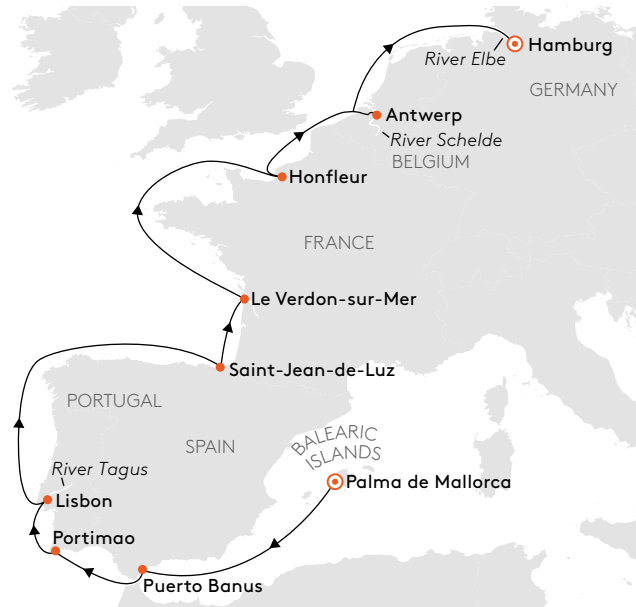 Hamburg
River Elbe
GERMANY
Antwerp
River Schelde
BELGIUM
Honfleur
FRANCE
Le Verdon-sur-Mer
Saint-Jean-de-Luz
PORTUGAL
SPAIN
BALEARIC
ISLANDS
River Tagus
Palma de Mallorca
Lisbon
Portimao
Puerto Banus